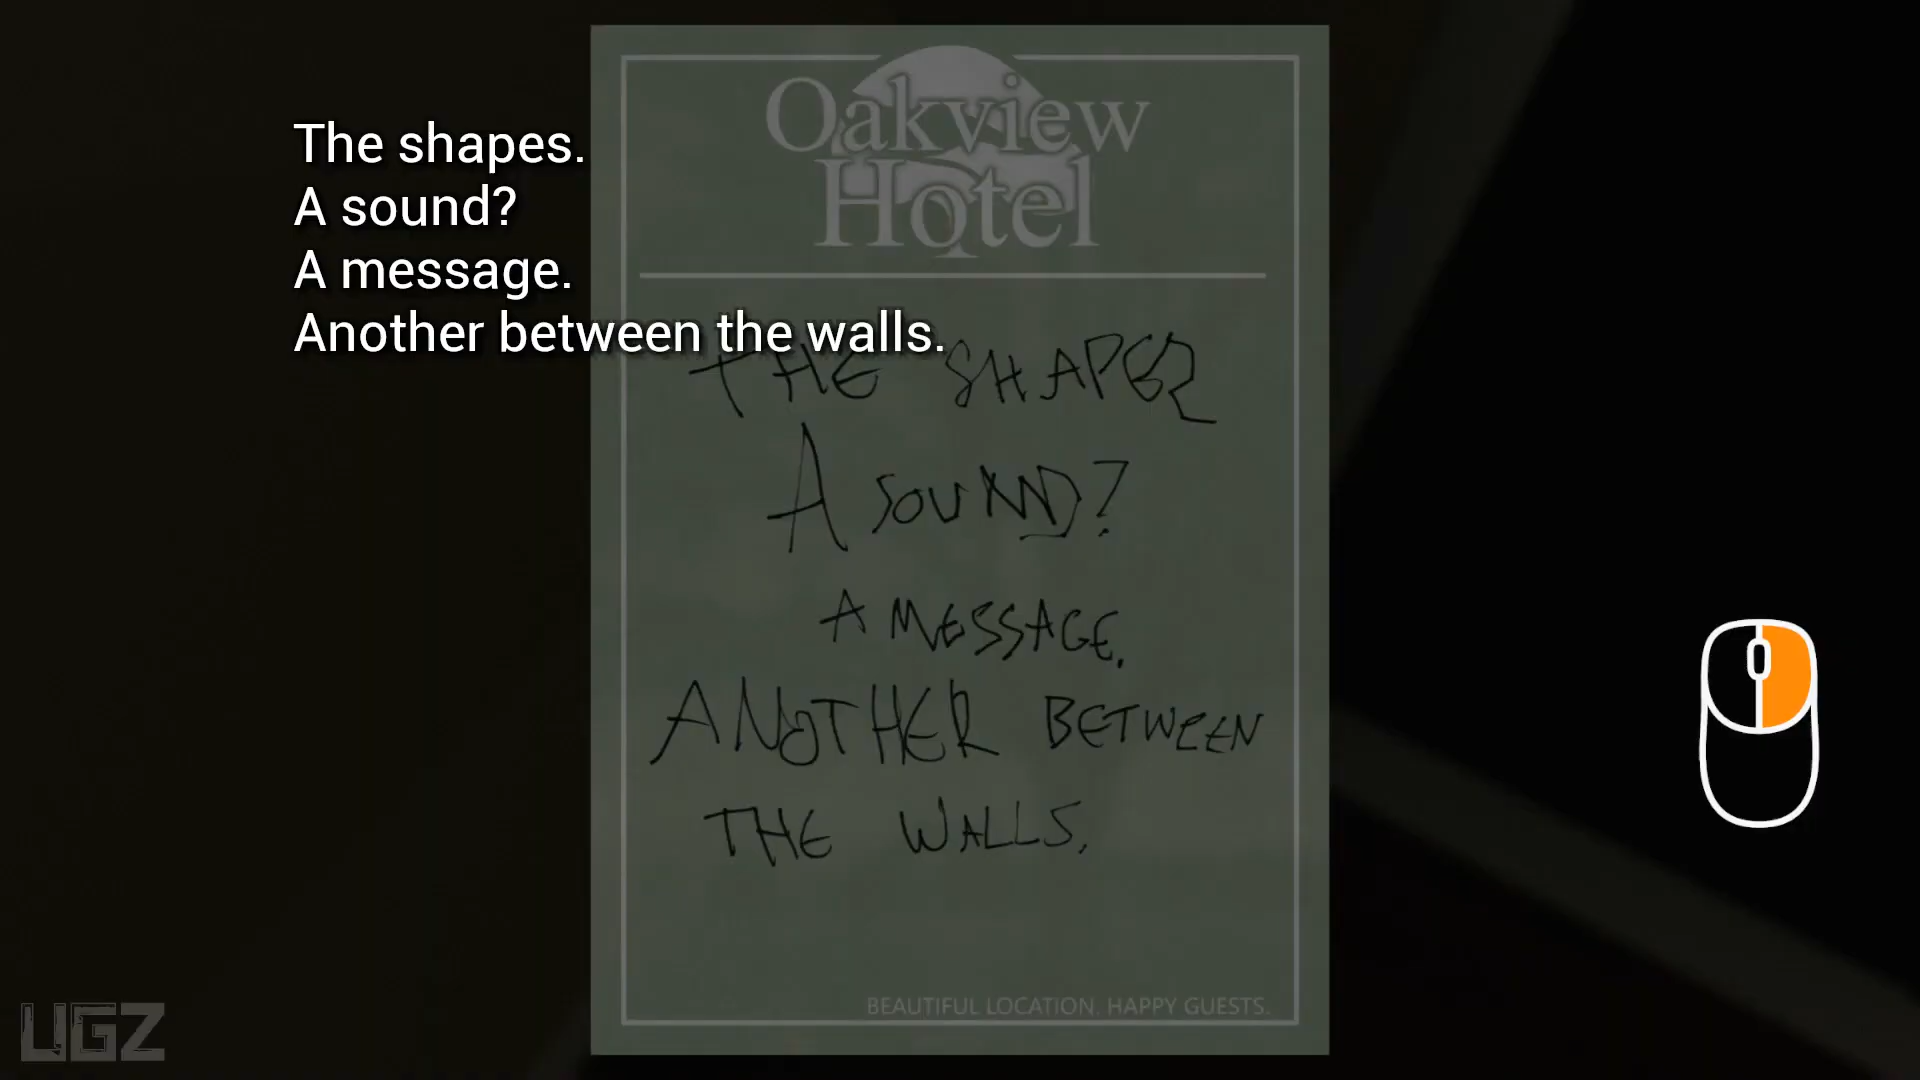 Oakview
Hotel
The shapes.
A sound?
A message.
Another between the walls.
THE SHAPES
A SOUND?
A MESSAGE.
ANOTHER BETWEEN
THE WALLS.
BEAUTIFUL LOCATION. HAPPY GUESTS.
UGZ